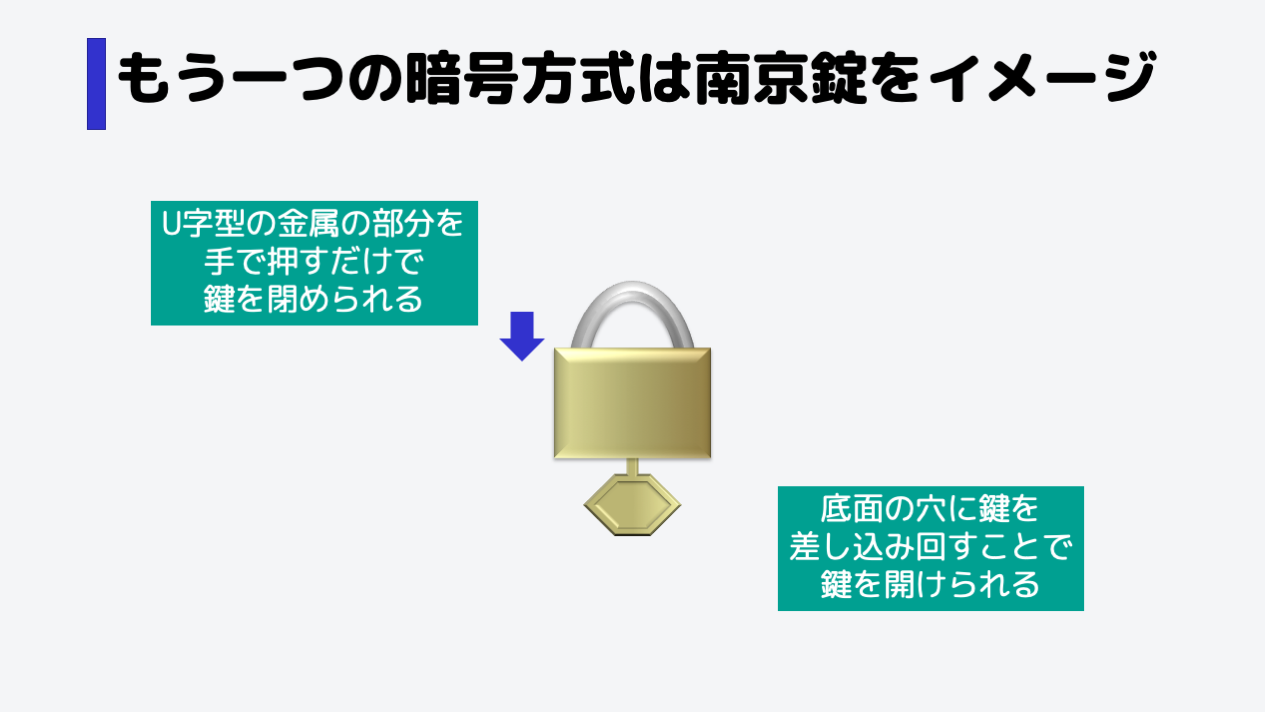 もう一つの暗号方式は南京錠をイメージ
U字型の金属の部分を
手で押すだけで
鍵を閉められる
底面の穴に鍵を
差し込み回すことで
鍵を開けられる